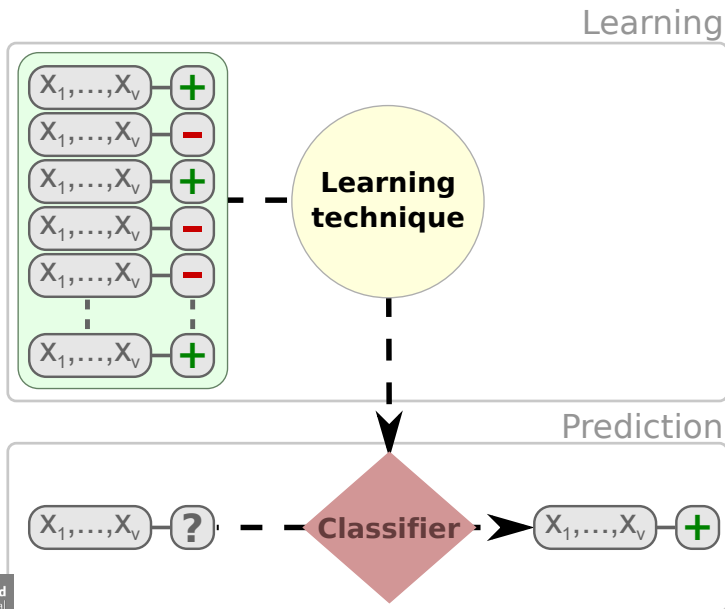 Learning
X₁,...,Xᵥ +
X₁,...,Xᵥ −
X₁,...,Xᵥ +
X₁,...,Xᵥ −
X₁,...,Xᵥ −
X₁,...,Xᵥ +
Learning
technique
Prediction
X₁,...,Xᵥ ?
Classifier
X₁,...,Xᵥ +